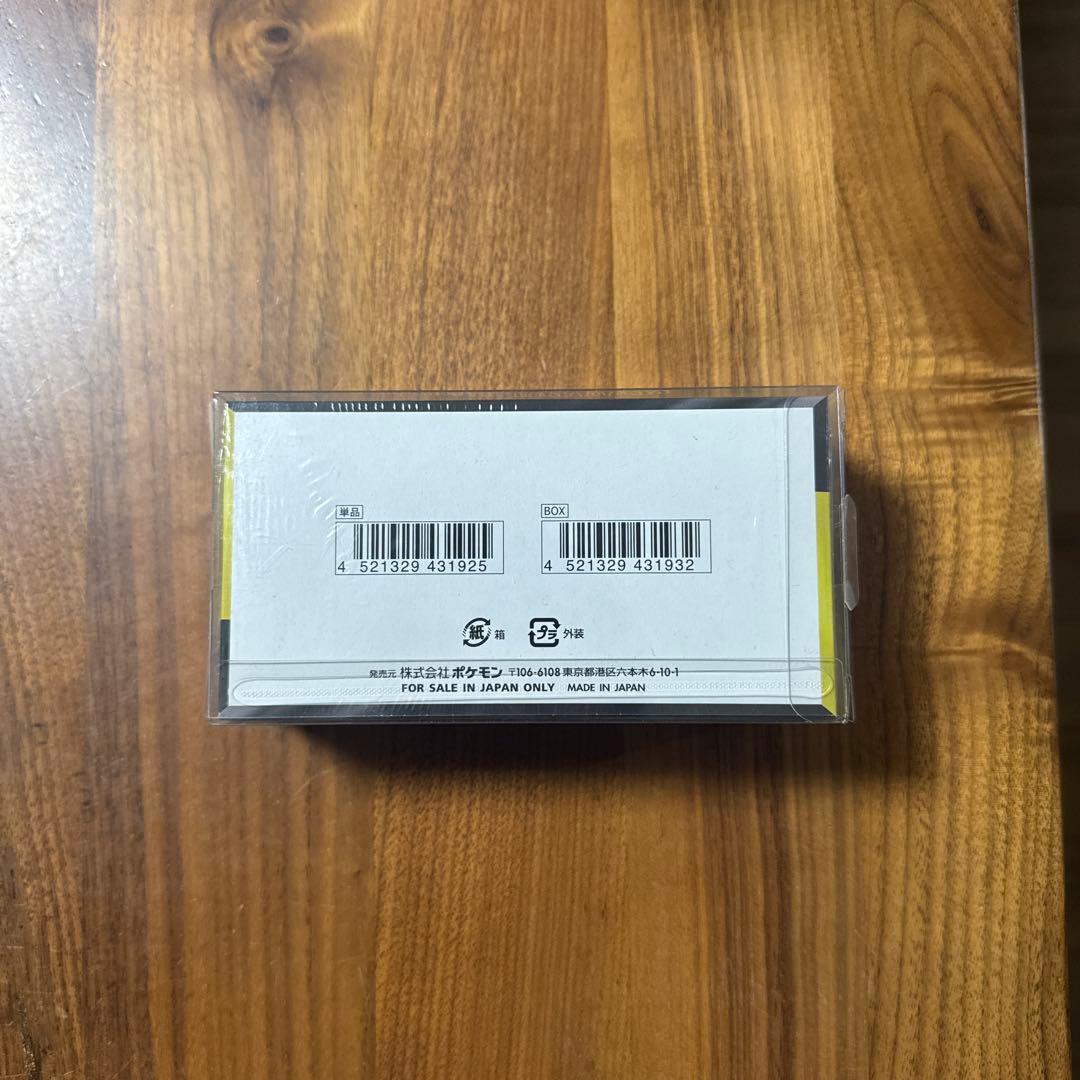 単品
4 521329 431925
BOX
4 521329 431932
紙 箱
プラ 外装
発売元 株式会社ポケモン 〒106-6108 東京都港区六本木6-10-1
FOR SALE IN JAPAN ONLY MADE IN JAPAN